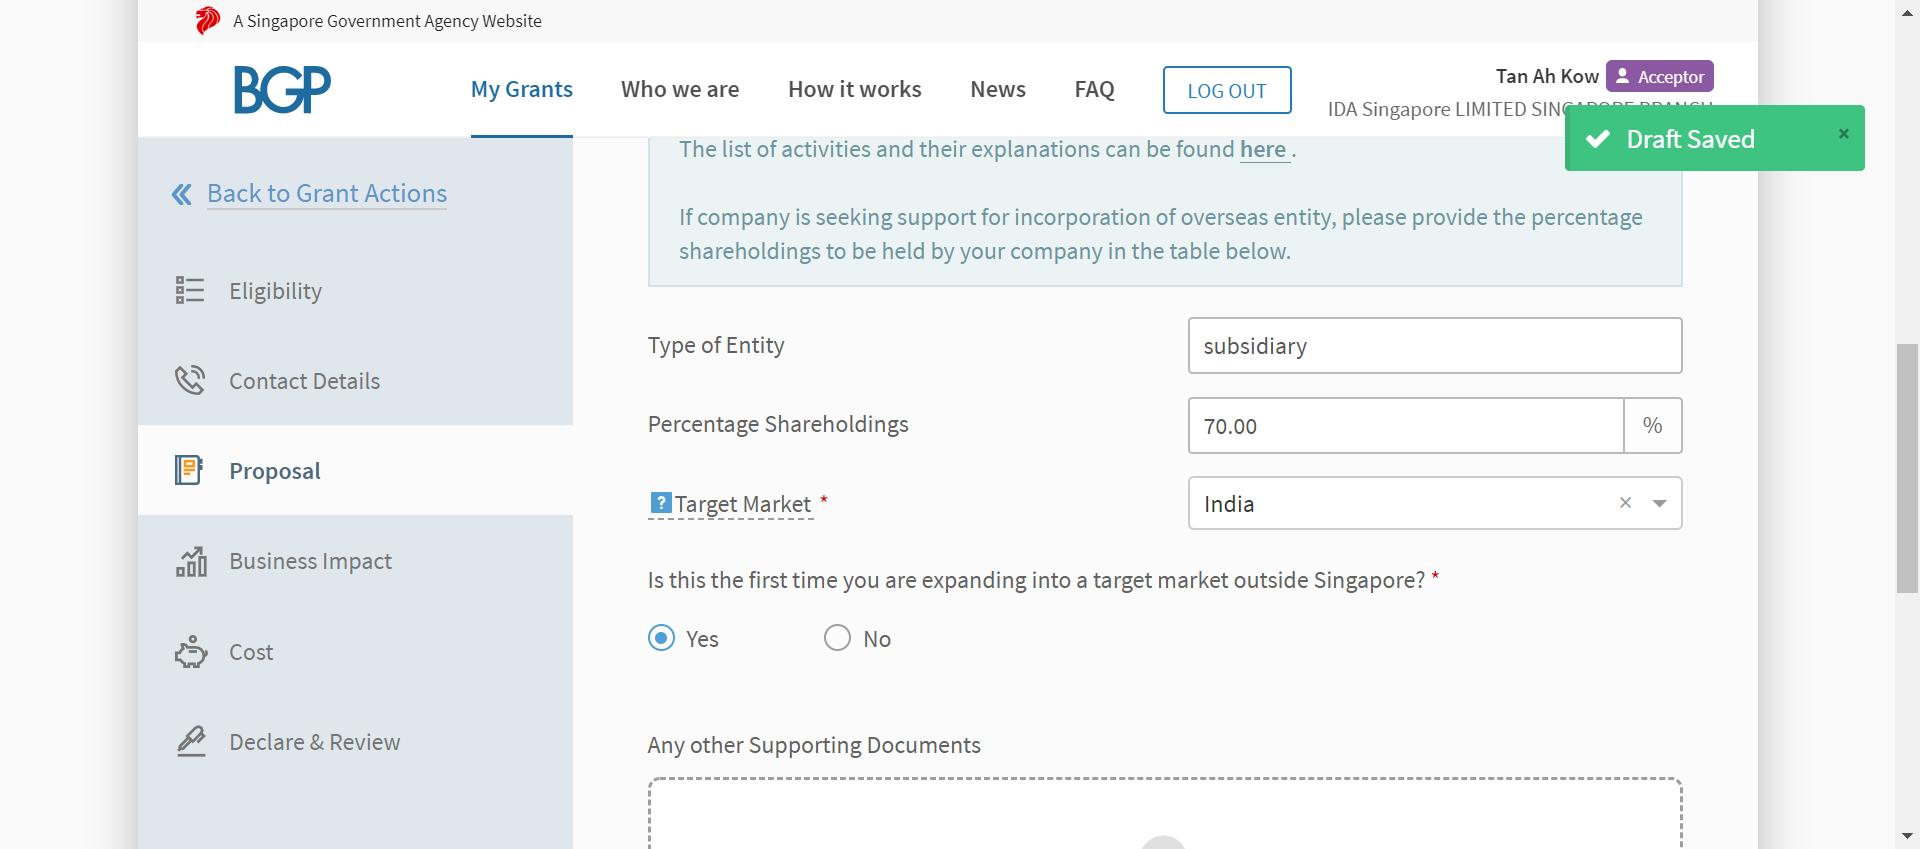 A Singapore Government Agency Website
BGP
My Grants
Who we are
How it works
News
FAQ
LOG OUT
Tan Ah Kow
Acceptor
IDA Singapore LIMITED SINGAPORE BRANCH
Draft Saved
×
Back to Grant Actions
Eligibility
Contact Details
Proposal
Business Impact
Cost
Declare & Review
The list of activities and their explanations can be found here .
If company is seeking support for incorporation of overseas entity, please provide the percentage
shareholdings to be held by your company in the table below.
Type of Entity
subsidiary
Percentage Shareholdings
70.00
%
? Target Market *
India
×
Is this the first time you are expanding into a target market outside Singapore? *
Yes
No
Any other Supporting Documents